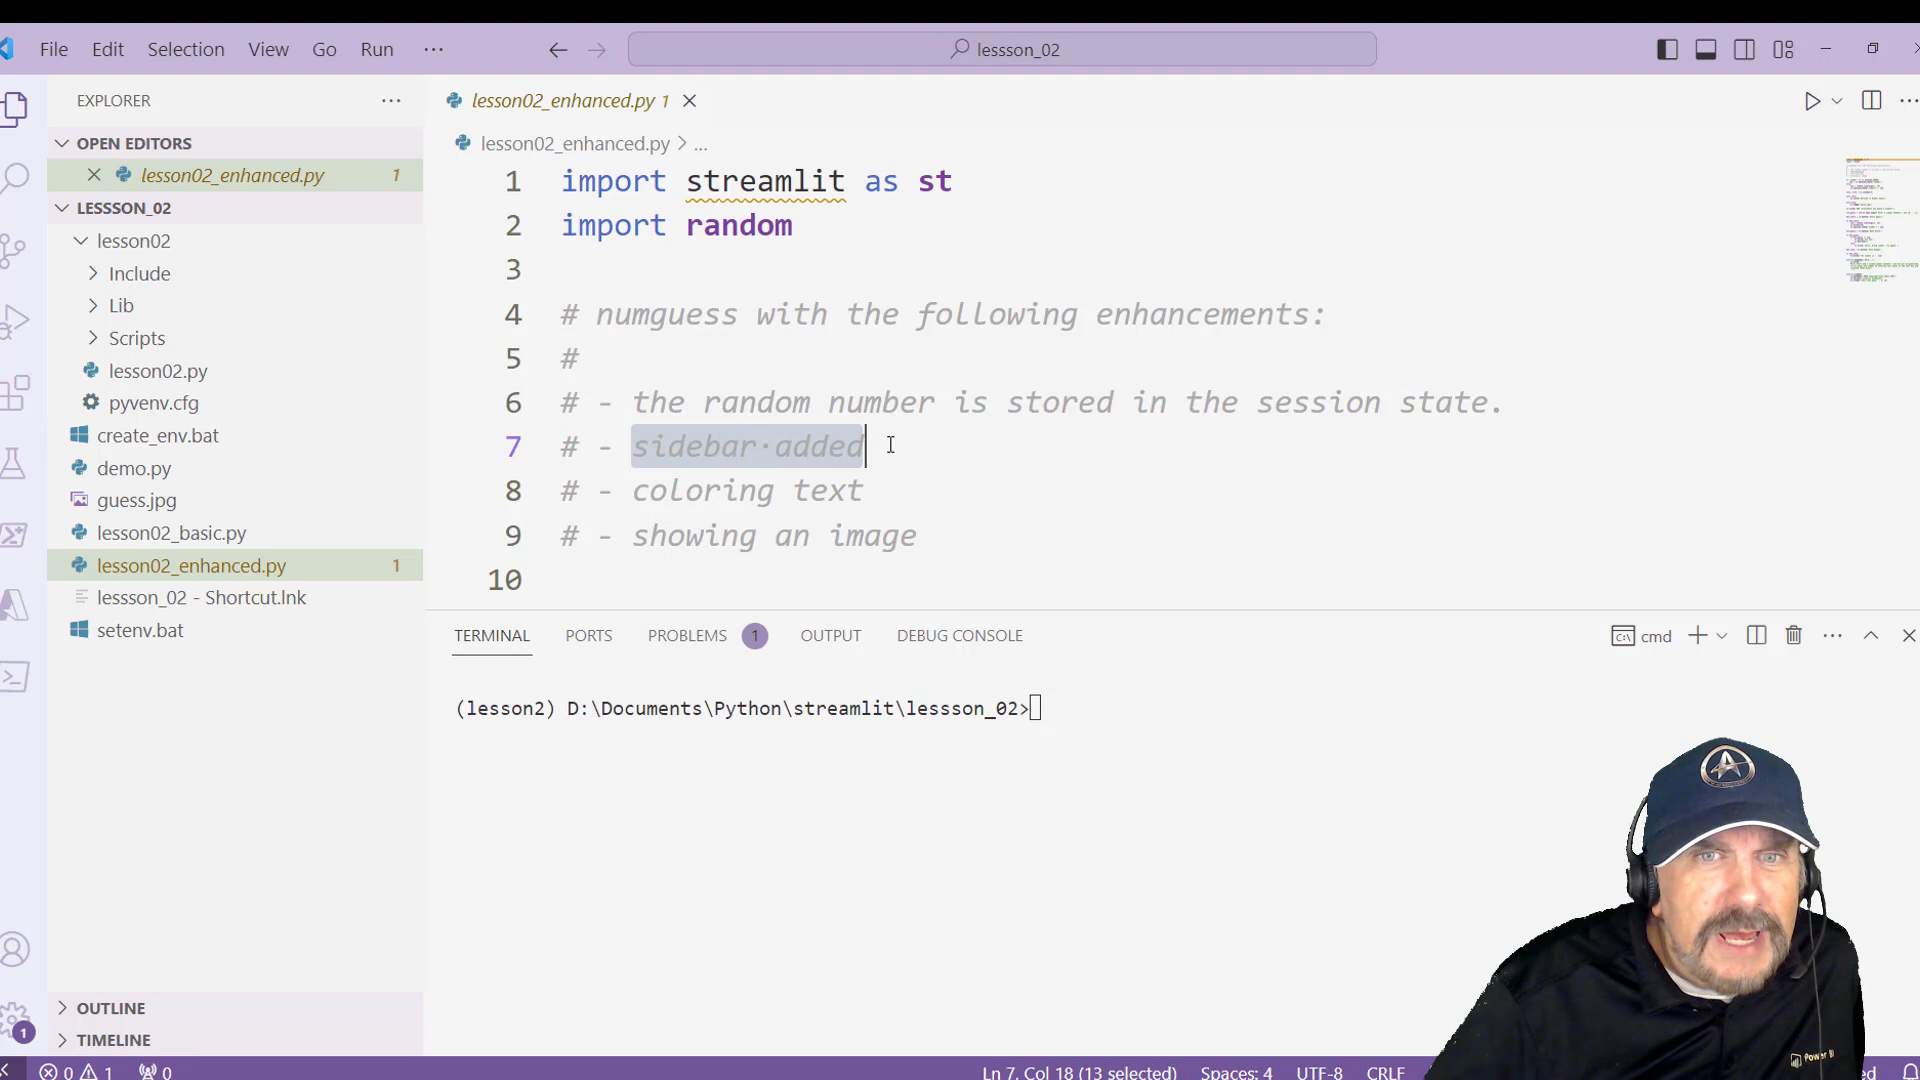 File Edit Selection View Go Run ...
lessson_02
EXPLORER
OPEN EDITORS
lesson02_enhanced.py 1
LESSSON_02
lesson02
Include
Lib
Scripts
lesson02.py
pyvenv.cfg
create_env.bat
demo.py
guess.jpg
lesson02_basic.py
lesson02_enhanced.py 1
lessson_02 - Shortcut.lnk
setenv.bat
OUTLINE
TIMELINE
lesson02_enhanced.py 1
lesson02_enhanced.py > ...
1 import streamlit as st
2 import random
3
4 # numguess with the following enhancements:
5 #
6 # - the random number is stored in the session state.
7 # - sidebar·added
8 # - coloring text
9 # - showing an image
10
TERMINAL PORTS PROBLEMS 1 OUTPUT DEBUG CONSOLE
cmd
(lesson2) D:\Documents\Python\streamlit\lessson_02>
Power BI
1
0 1 0
Ln 7, Col 18 (13 selected) Spaces: 4 UTF-8 CRLF